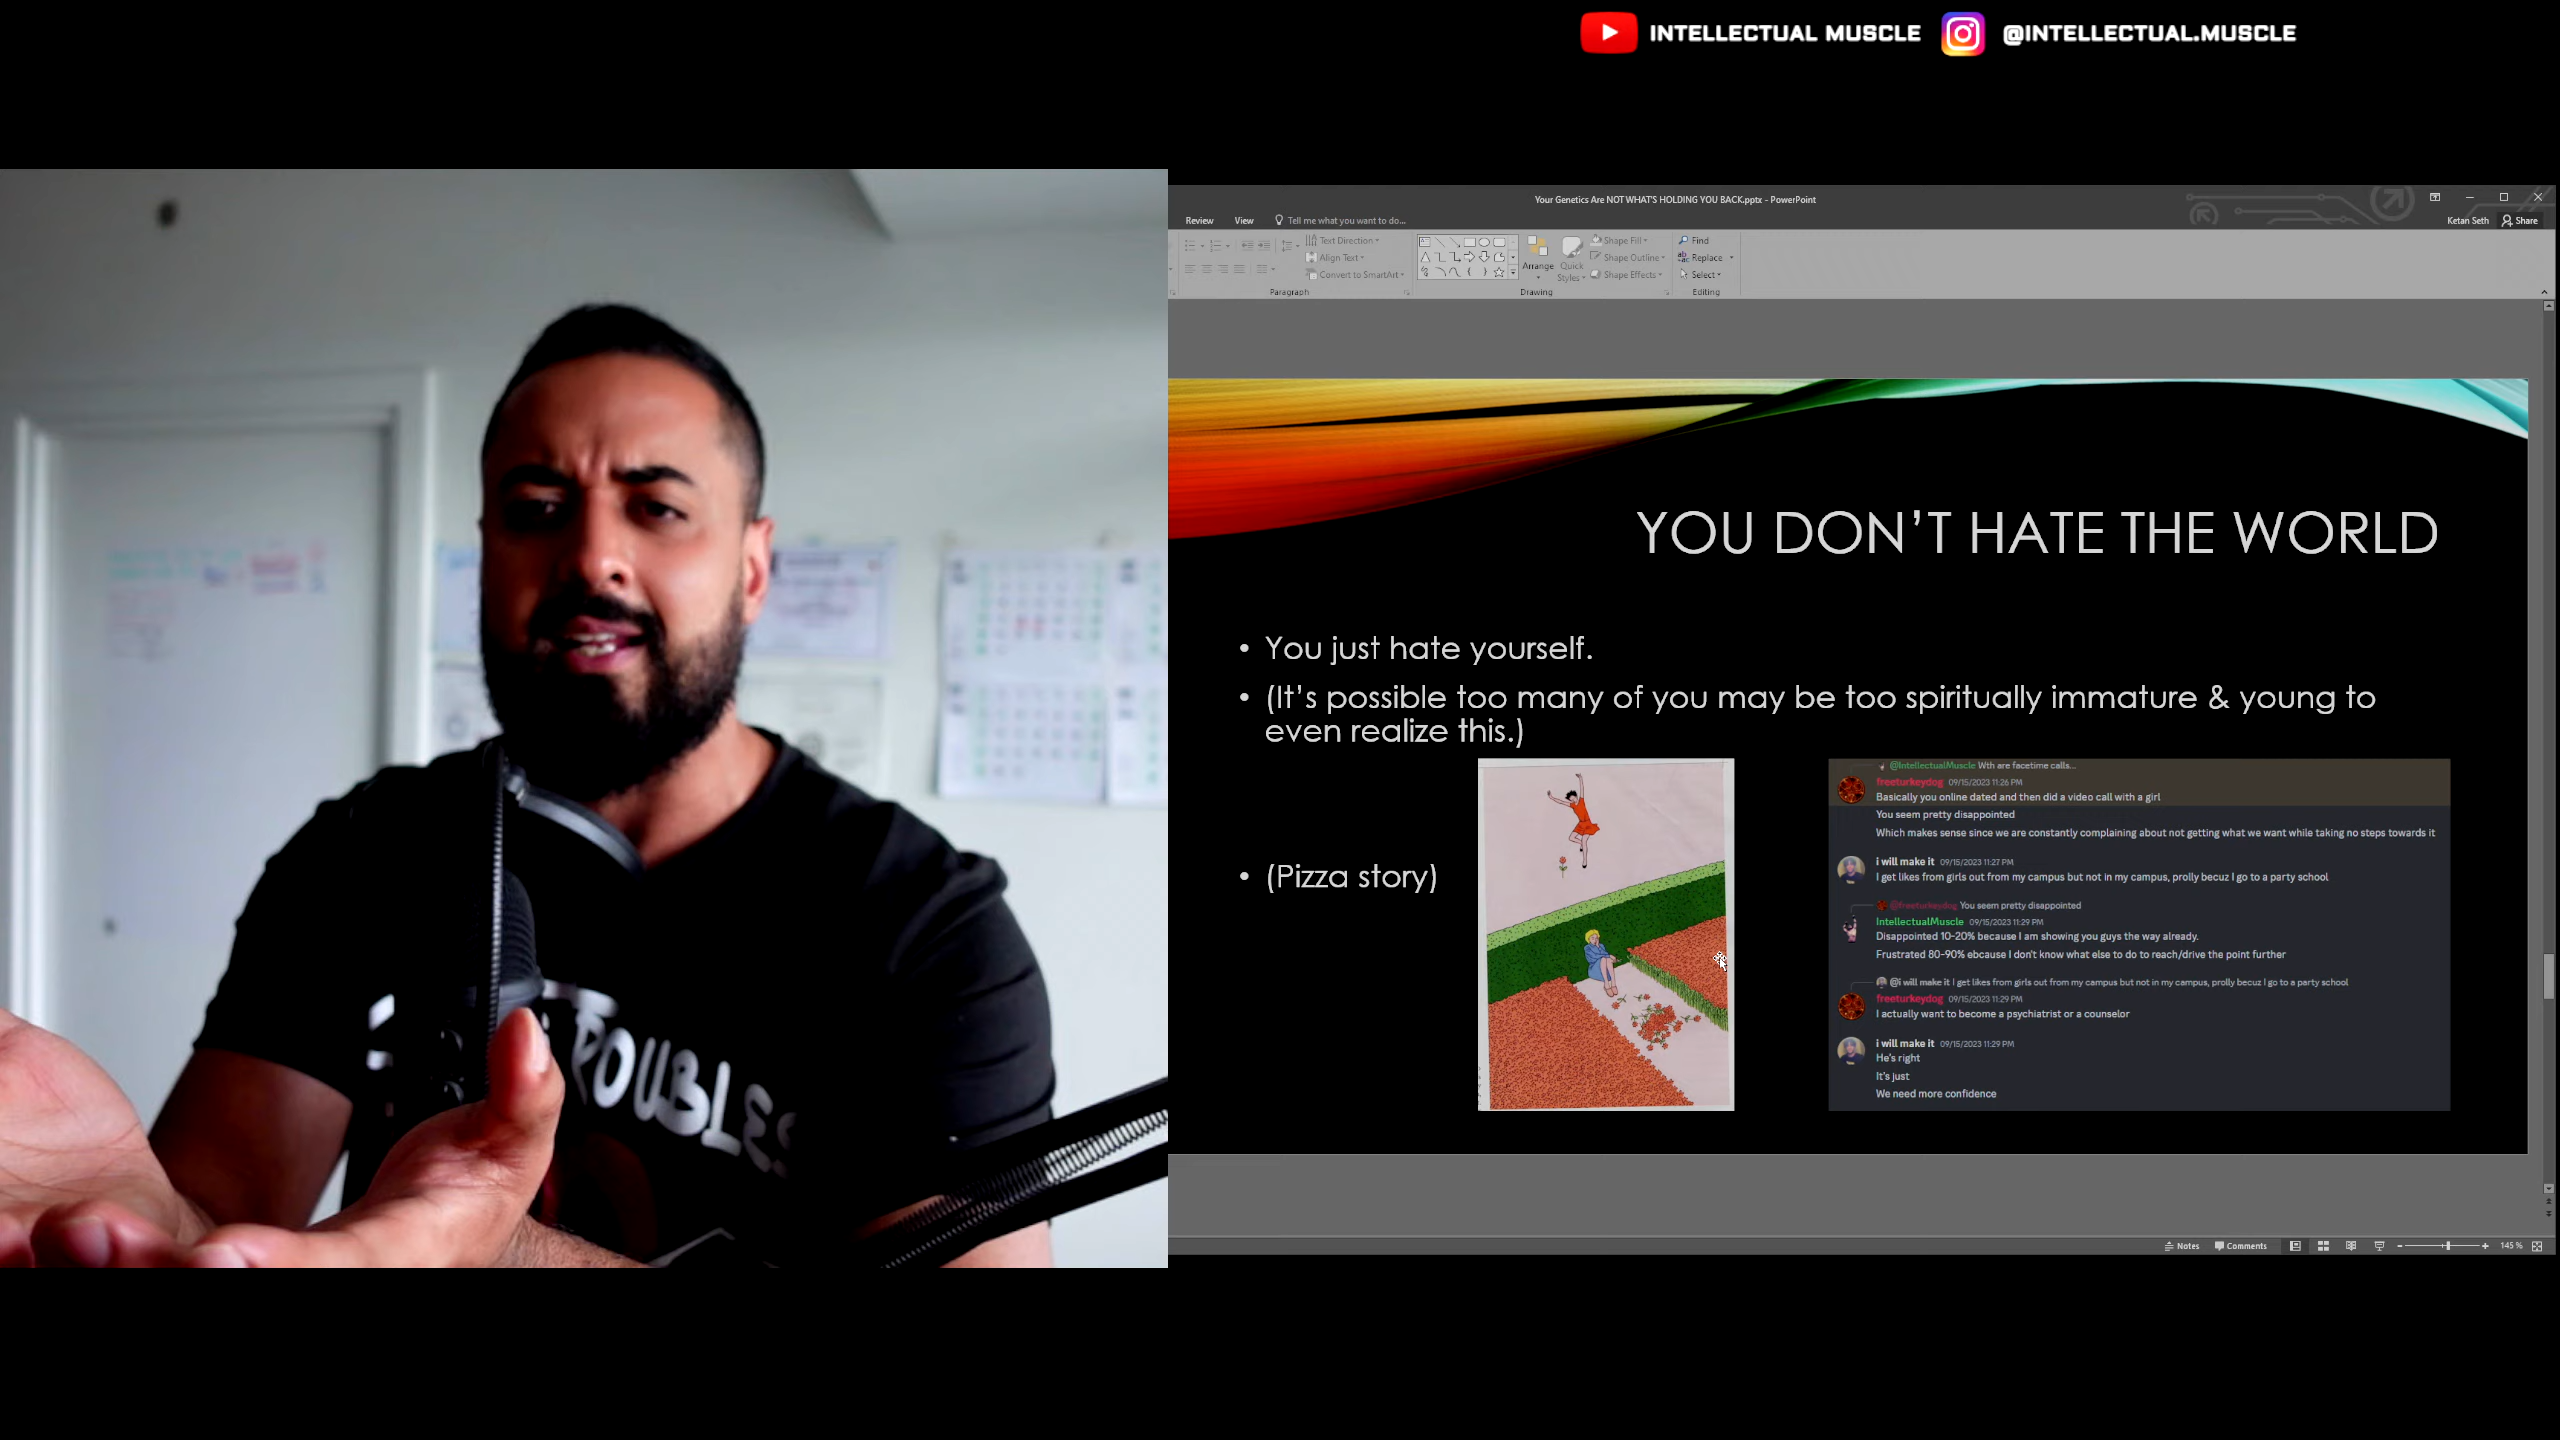 INTELLECTUAL MUSCLE @INTELLECTUAL.MUSCLE
Your Genetics Are NOT WHAT'S HOLDING YOU BACK.pptx - PowerPoint
Review View Tell me what you want to do...
Ketan Seth Share
Text Direction
Align Text
Convert to SmartArt
Paragraph
Arrange
Quick Styles
Shape Fill
Shape Outline
Shape Effects
Drawing
Find
Replace
Select
Editing
YOU DON'T HATE THE WORLD
• You just hate yourself.
• (It's possible too many of you may be too spiritually immature & young to
even realize this.)
• (Pizza story)
@IntellectualMuscle Wth are facetime calls...
freeturkeydog 09/15/2023 11:26 PM
Basically you online dated and then did a video call with a girl
You seem pretty disappointed
Which makes sense since we are constantly complaining about not getting what we want while taking no steps towards it
i will make it 09/15/2023 11:27 PM
I get likes from girls out from my campus but not in my campus, prolly becuz I go to a party school
@freeturkeydog You seem pretty disappointed
IntellectualMuscle 09/15/2023 11:29 PM
Disappointed 10-20% because I am showing you guys the way already.
Frustrated 80-90% ebcause I don't know what else to do to reach/drive the point further
@i will make it I get likes from girls out from my campus but not in my campus, prolly becuz I go to a party school
freeturkeydog 09/15/2023 11:29 PM
I actually want to become a psychiatrist or a counselor
i will make it 09/15/2023 11:29 PM
He's right
It's just
We need more confidence
DOUBLE
Notes Comments 145 %